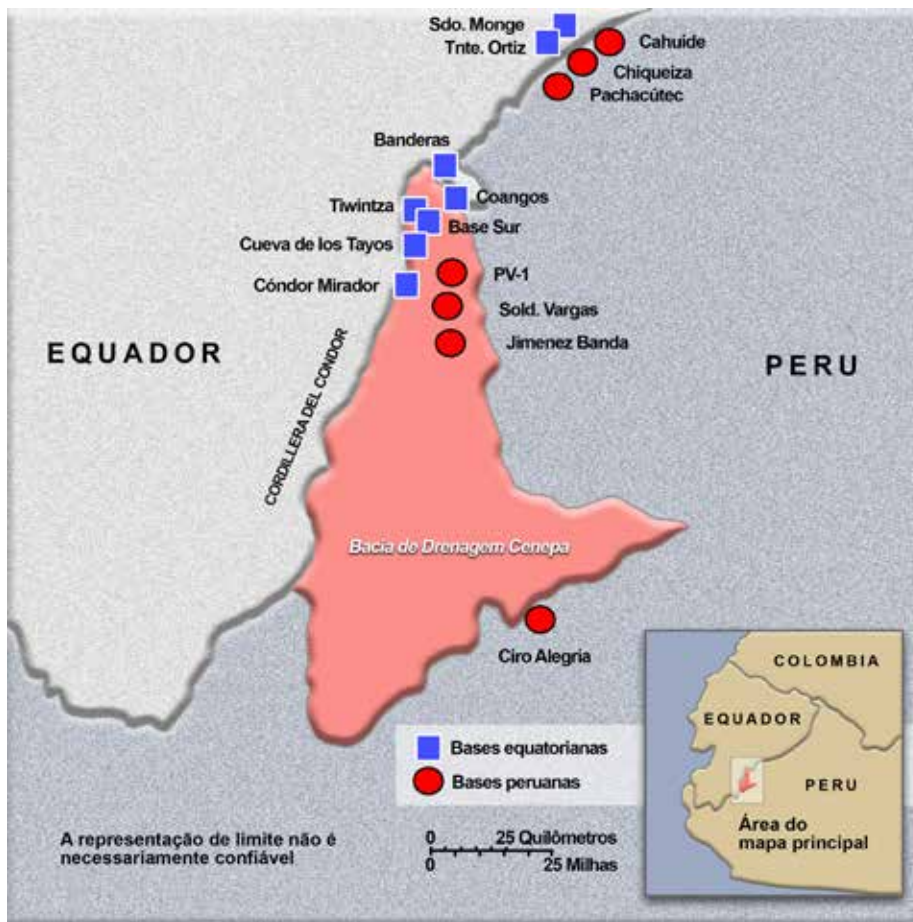 Sdo. Monge
Tnte. Ortiz
Cahuide
Chiqueiza
Pachacútec
Banderas
Coangos
Tiwintza
Base Sur
Cueva de los Tayos
PV-1
Cóndor Mirador
Sold. Vargas
Jimenez Banda
EQUADOR
PERU
CORDILLERA DEL CONDOR
Bacia de Drenagem Cenepa
Ciro Alegria
Bases equatorianas
Bases peruanas
A representação de limite não é
necessariamente confiável
0 25 Quilômetros
0 25 Milhas
COLOMBIA
EQUADOR
PERU
Área do
mapa principal